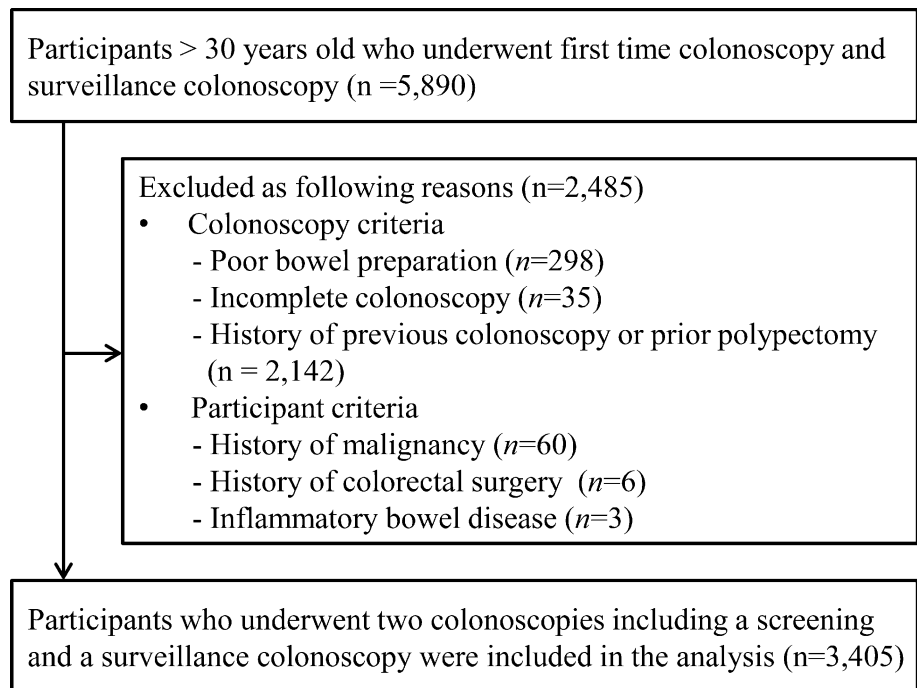 Participants > 30 years old who underwent first time colonoscopy and
surveillance colonoscopy (n =5,890)
Excluded as following reasons (n=2,485)
• Colonoscopy criteria
- Poor bowel preparation (n=298)
- Incomplete colonoscopy (n=35)
- History of previous colonoscopy or prior polypectomy
(n = 2,142)
• Participant criteria
- History of malignancy (n=60)
- History of colorectal surgery (n=6)
- Inflammatory bowel disease (n=3)
Participants who underwent two colonoscopies including a screening
and a surveillance colonoscopy were included in the analysis (n=3,405)